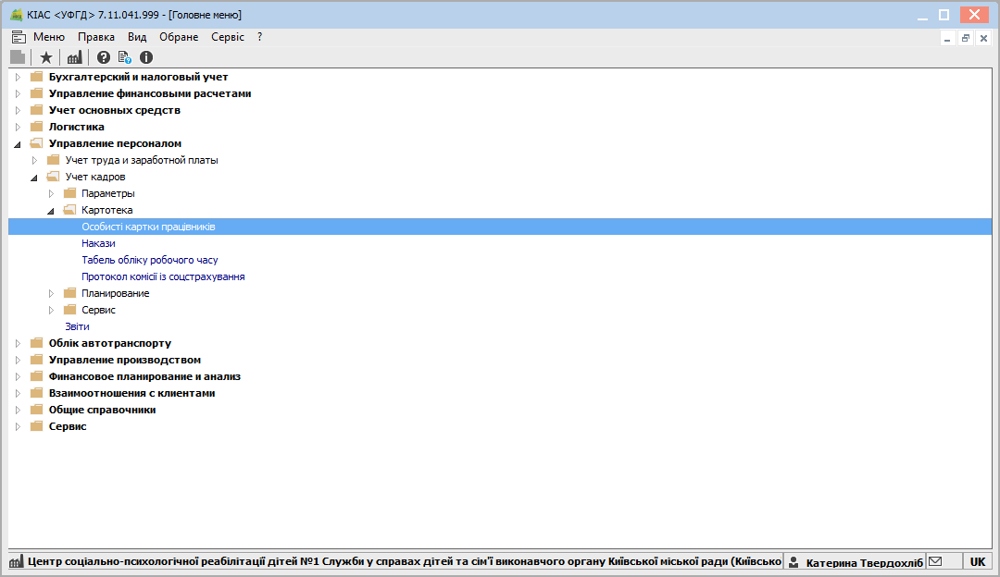 КІАС <УФГД> 7.11.041.999 - [Головне меню]
Меню Правка Вид Обране Сервіс ?
Бухгалтерский и налоговый учет
Управление финансовыми расчетами
Учет основных средств
Логистика
Управление персоналом
Учет труда и заработной платы
Учет кадров
Параметры
Картотека
Особисті картки працівників
Накази
Табель обліку робочого часу
Протокол комісії із соцстрахування
Планирование
Сервис
Звіти
Облік автотранспорту
Управление производством
Финансовое планирование и анализ
Взаимоотношения с клиентами
Общие справочники
Сервис
Центр соціально-психологічної реабілітації дітей №1 Служби у справах дітей та сім'ї виконавчого органу Київської міської ради (Київсько Катерина Твердохліб UK